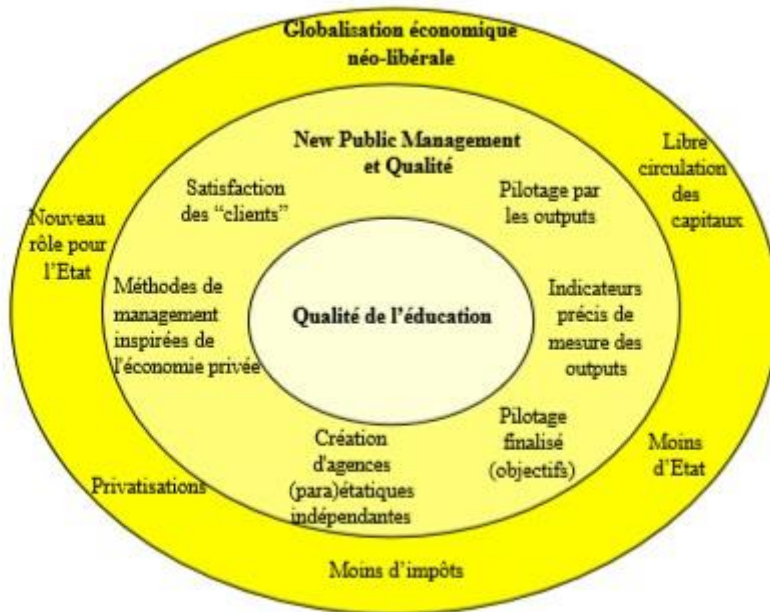 Globalisation économique
néo-libérale
New Public Management
et Qualité
Libre
circulation
des
capitaux
Satisfaction
des “clients”
Pilotage par
les outputs
Nouveau
rôle pour
l’Etat
Méthodes de
management
inspirées de
l'économie privée
Qualité de l’éducation
Indicateurs
précis de
mesure des
outputs
Création
d'agences
(para)étatiques
indépendantes
Pilotage
finalisé
(objectifs)
Moins
d’Etat
Privatisations
Moins d’impôts